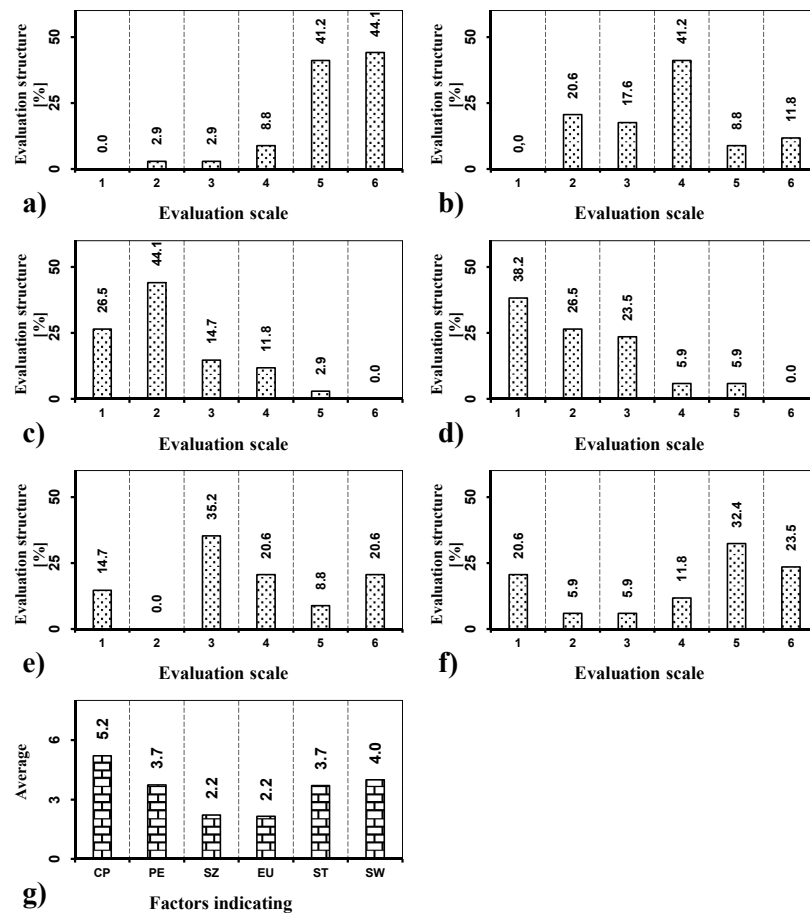 Evaluation structure
[%]
50
25
0
0.0
2.9
2.9
8.8
41.2
44.1
1 2 3 4 5 6
a)
Evaluation scale
Evaluation structure
[%]
50
25
0
0,0
20.6
17.6
41.2
8.8
11.8
1 2 3 4 5 6
b)
Evaluation scale
Evaluation structure
[%]
50
25
0
26.5
44.1
14.7
11.8
2.9
0.0
1 2 3 4 5 6
c)
Evaluation scale
Evaluation structure
[%]
50
25
0
38.2
26.5
23.5
5.9
5.9
0.0
1 2 3 4 5 6
d)
Evaluation scale
Evaluation structure
[%]
50
25
0
14.7
0.0
35.2
20.6
8.8
20.6
1 2 3 4 5 6
e)
Evaluation scale
Evaluation structure
[%]
50
25
0
20.6
5.9
5.9
11.8
32.4
23.5
1 2 3 4 5 6
f)
Evaluation scale
Average
6
3
0
5.2
3.7
2.2
2.2
3.7
4.0
CP PE SZ EU ST SW
g)
Factors indicating